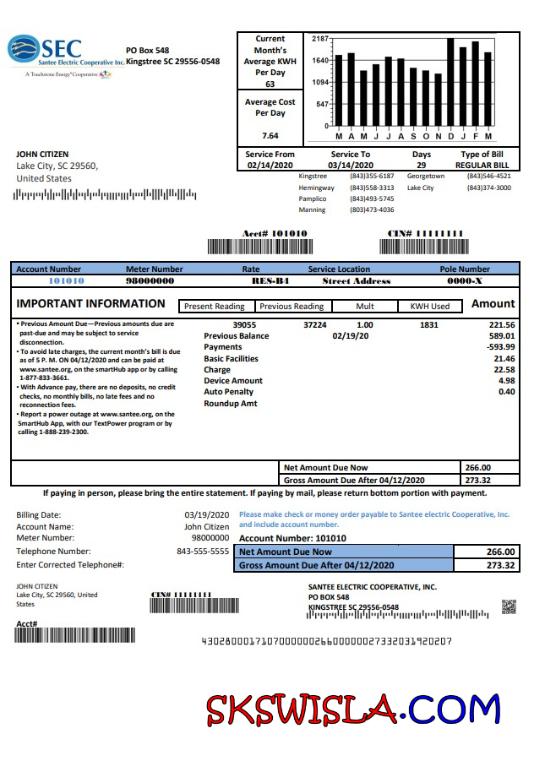 SEC
Santee Electric Cooperative Inc.
A Touchstone Energy® Cooperative
PO Box 548
Kingstree SC 29556-0548
Current
Month's
Average KWH
Per Day
63
Average Cost
Per Day
7.64
2187
1640
1094
547
0
M A M J J A S O N D J F M
Service From Service To Days Type of Bill
02/14/2020 03/14/2020 29 REGULAR BILL
JOHN CITIZEN
Lake City, SC 29560,
United States
Kingstree (843)355-6187 Georgetown (843)546-4521
Hemingway (843)558-3313 Lake City (843)374-3000
Pamplico (843)493-5745
Manning (803)473-4036
Acct# 101010 CIN# 11111111
Account Number Meter Number Rate Service Location Pole Number
101010 98000000 RES-B4 Street Address 0000-X
IMPORTANT INFORMATION Present Reading Previous Reading Mult KWH Used Amount
• Previous Amount Due—Previous amounts due are
past-due and may be subject to service
disconnection.
• To avoid late charges, the current month's bill is due
as of 5 P. M. ON 04/12/2020 and can be paid at
www.santee.org, on the smartHub app or by calling
1-877-833-3661.
• With Advance pay, there are no deposits, no credit
checks, no monthly bills, no late fees and no
reconnection fees.
• Report a power outage at www.santee.org, on the
SmartHub App, with our TextPower program or by
calling 1-888-239-2300.
39055 37224 1.00 1831 221.56
Previous Balance 02/19/20 589.01
Payments -593.99
Basic Facilities 21.46
Charge 22.58
Device Amount 4.98
Auto Penalty 0.40
Roundup Amt
Net Amount Due Now 266.00
Gross Amount Due After 04/12/2020 273.32
If paying in person, please bring the entire statement. If paying by mail, please return bottom portion with payment.
Billing Date: 03/19/2020
Account Name: John Citizen
Meter Number: 98000000
Telephone Number: 843-555-5555
Enter Corrected Telephone#:
Please make check or money order payable to Santee electric Cooperative, Inc.
and include account number.
Account Number: 101010
Net Amount Due Now 266.00
Gross Amount Due After 04/12/2020 273.32
JOHN CITIZEN
Lake City, SC 29560, United
States
CIN# 11111111
Acct#
SANTEE ELECTRIC COOPERATIVE, INC.
PO BOX 548
KINGSTREE SC 29556-0548
SKSWISLA.COM